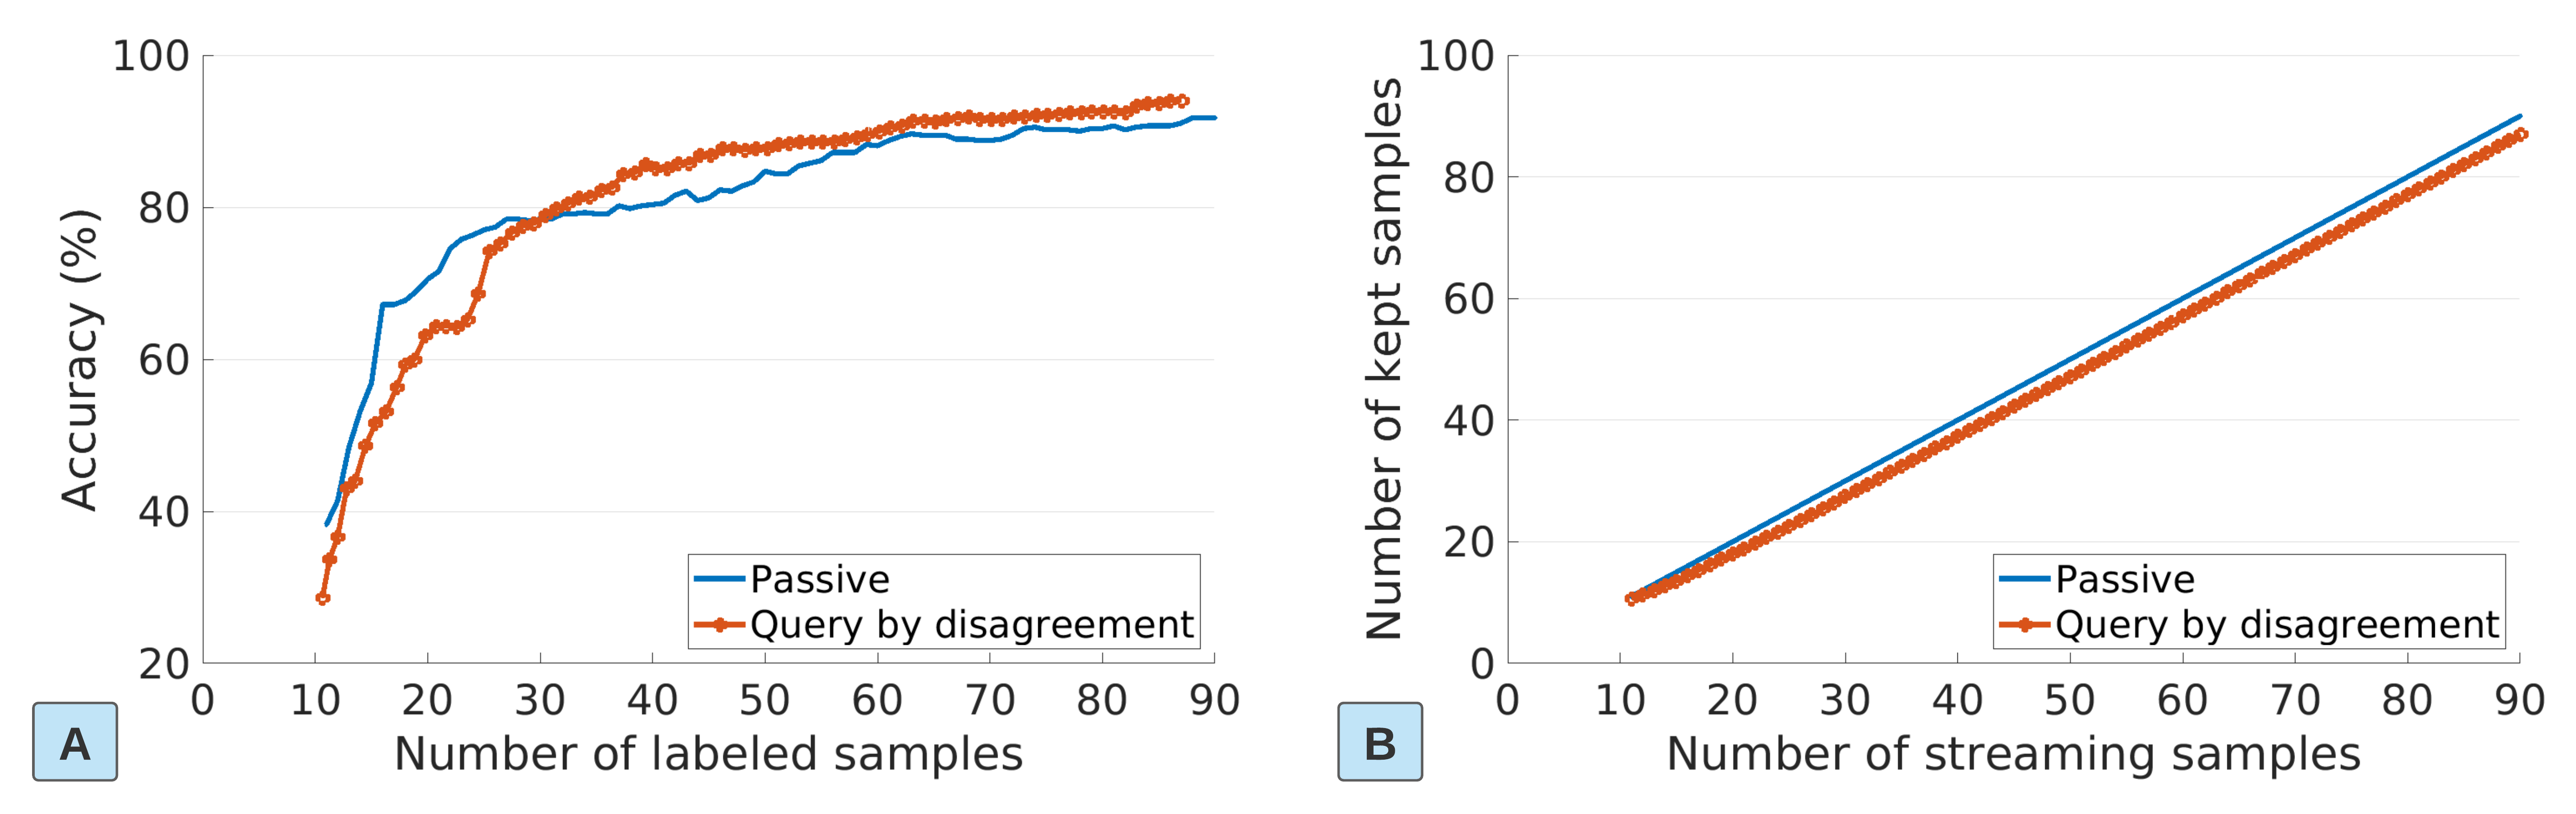 100
80
60
40
20
Accuracy (%)
0 10 20 30 40 50 60 70 80 90
Number of labeled samples
Passive
Query by disagreement
A
100
80
60
40
20
0
Number of kept samples
0 10 20 30 40 50 60 70 80 90
Number of streaming samples
Passive
Query by disagreement
B